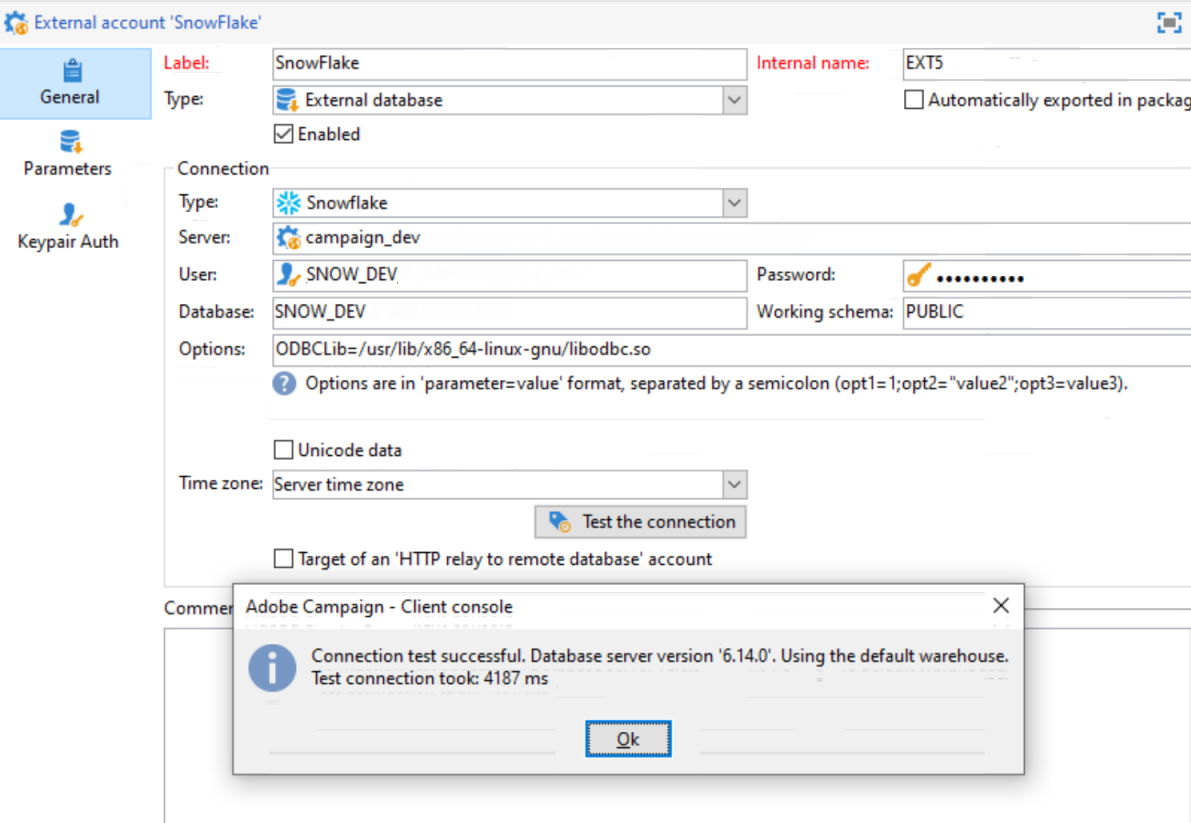 External account 'SnowFlake'
General
Parameters
Keypair Auth
Label: SnowFlake Internal name: EXT5
Type: External database Automatically exported in packag
Enabled
Connection
Type: Snowflake
Server: campaign_dev
User: SNOW_DEV Password: ••••••••••
Database: SNOW_DEV Working schema: PUBLIC
Options: ODBCLib=/usr/lib/x86_64-linux-gnu/libodbc.so
Options are in 'parameter=value' format, separated by a semicolon (opt1=1;opt2="value2";opt3=value3).
Unicode data
Time zone: Server time zone
Test the connection
Target of an 'HTTP relay to remote database' account
Commer
Adobe Campaign - Client console
Connection test successful. Database server version '6.14.0'. Using the default warehouse.
Test connection took: 4187 ms
Ok